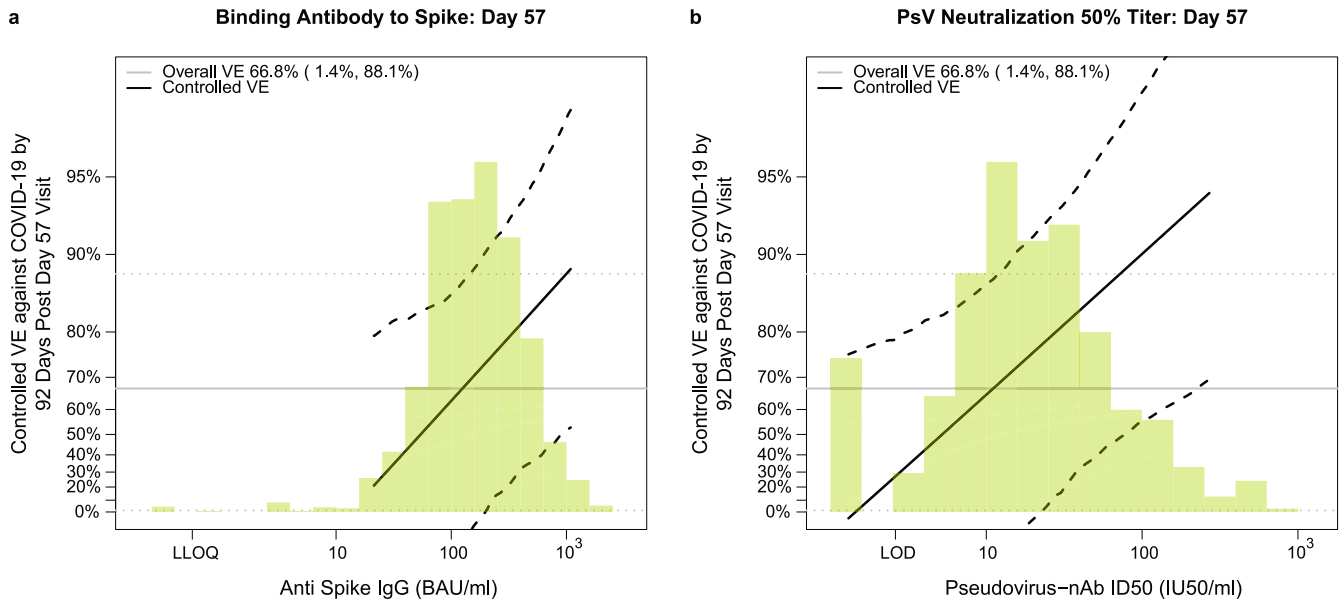 a
Binding Antibody to Spike: Day 57
Overall VE 66.8% ( 1.4%, 88.1%)
Controlled VE
Controlled VE against COVID-19 by
92 Days Post Day 57 Visit
95%
90%
80%
70%
60%
50%
40%
30%
20%
0%
LLOQ
10
100
10³
Anti Spike IgG (BAU/ml)
b
PsV Neutralization 50% Titer: Day 57
Overall VE 66.8% ( 1.4%, 88.1%)
Controlled VE
Controlled VE against COVID-19 by
92 Days Post Day 57 Visit
95%
90%
80%
70%
60%
50%
40%
30%
20%
0%
LOD
10
100
10³
Pseudovirus−nAb ID50 (IU50/ml)